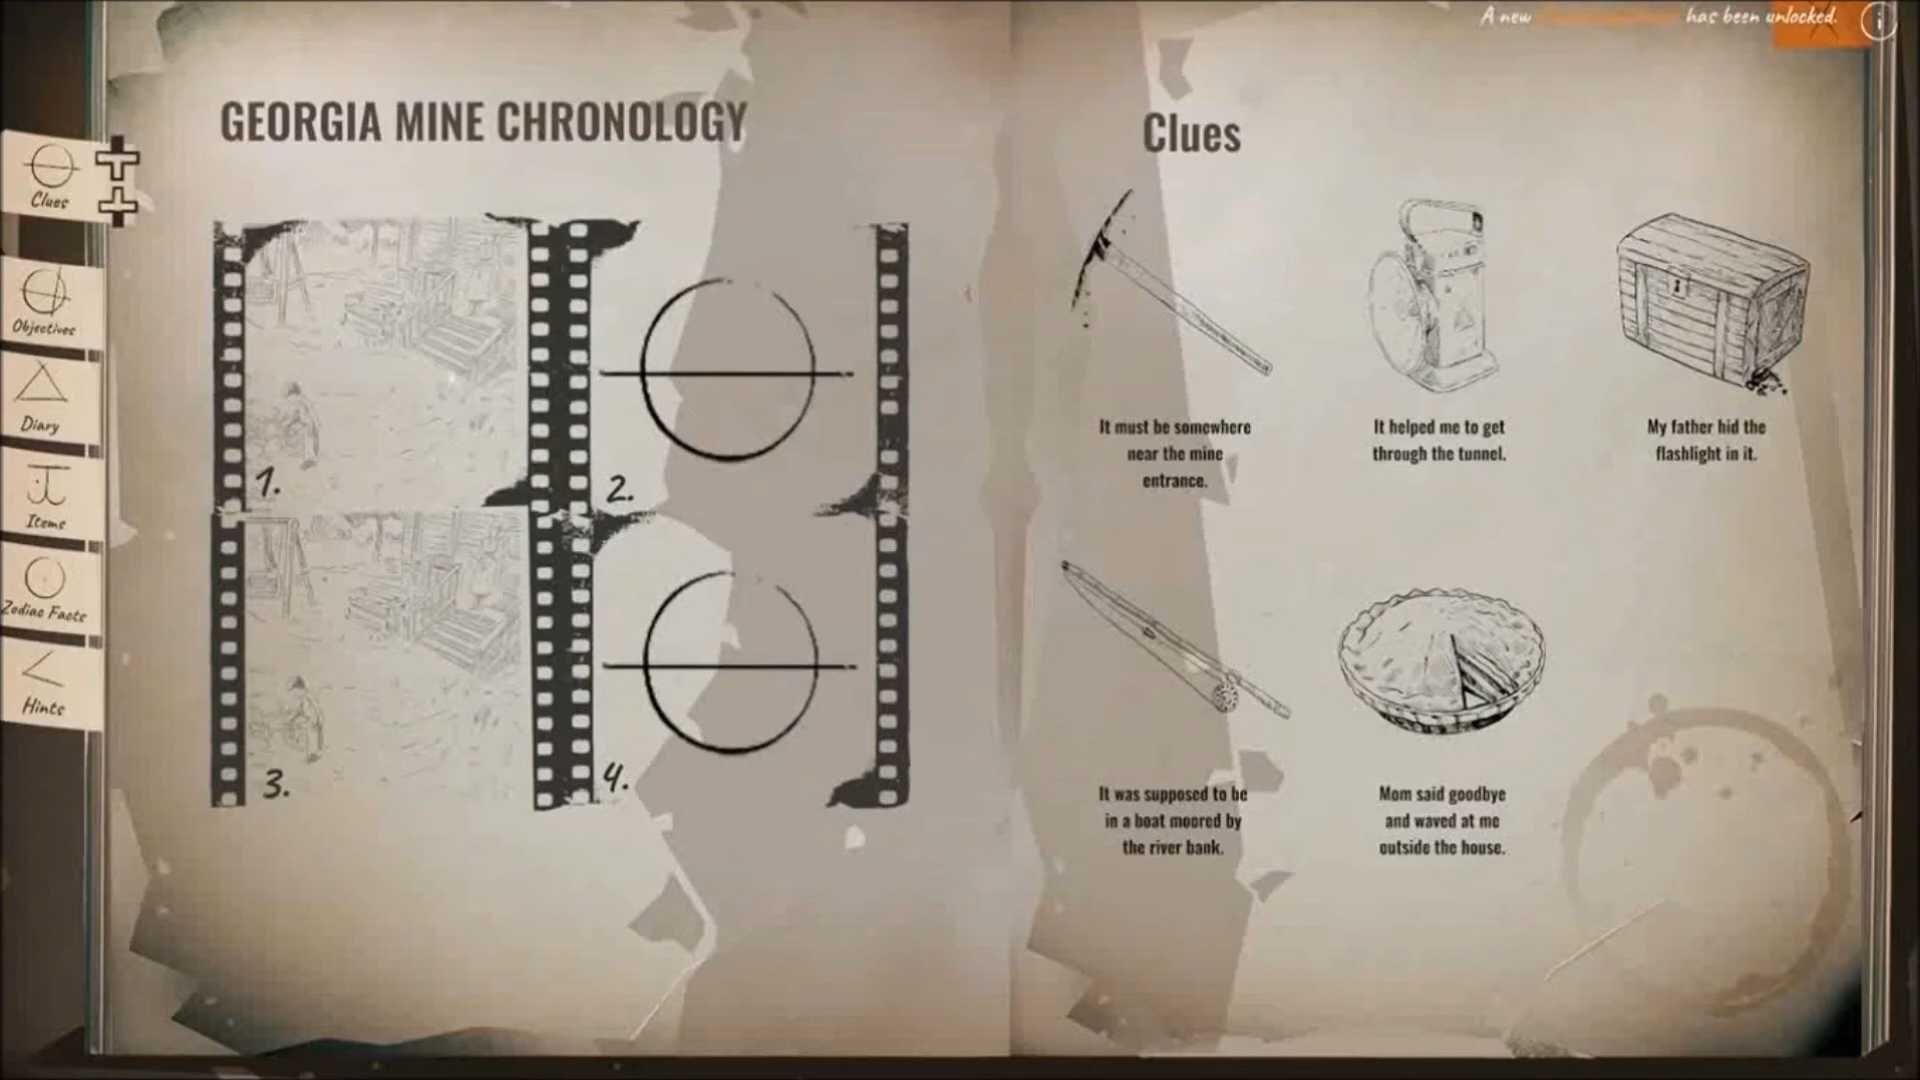 A new has been unlocked.
GEORGIA MINE CHRONOLOGY
Clues
Clues
Objectives
Diary
Items
Zodiac Facts
Hints
1.
2.
3.
4.
It must be somewhere
near the mine
entrance.
It helped me to get
through the tunnel.
My father hid the
flashlight in it.
It was supposed to be
in a boat moored by
the river bank.
Mom said goodbye
and waved at me
outside the house.